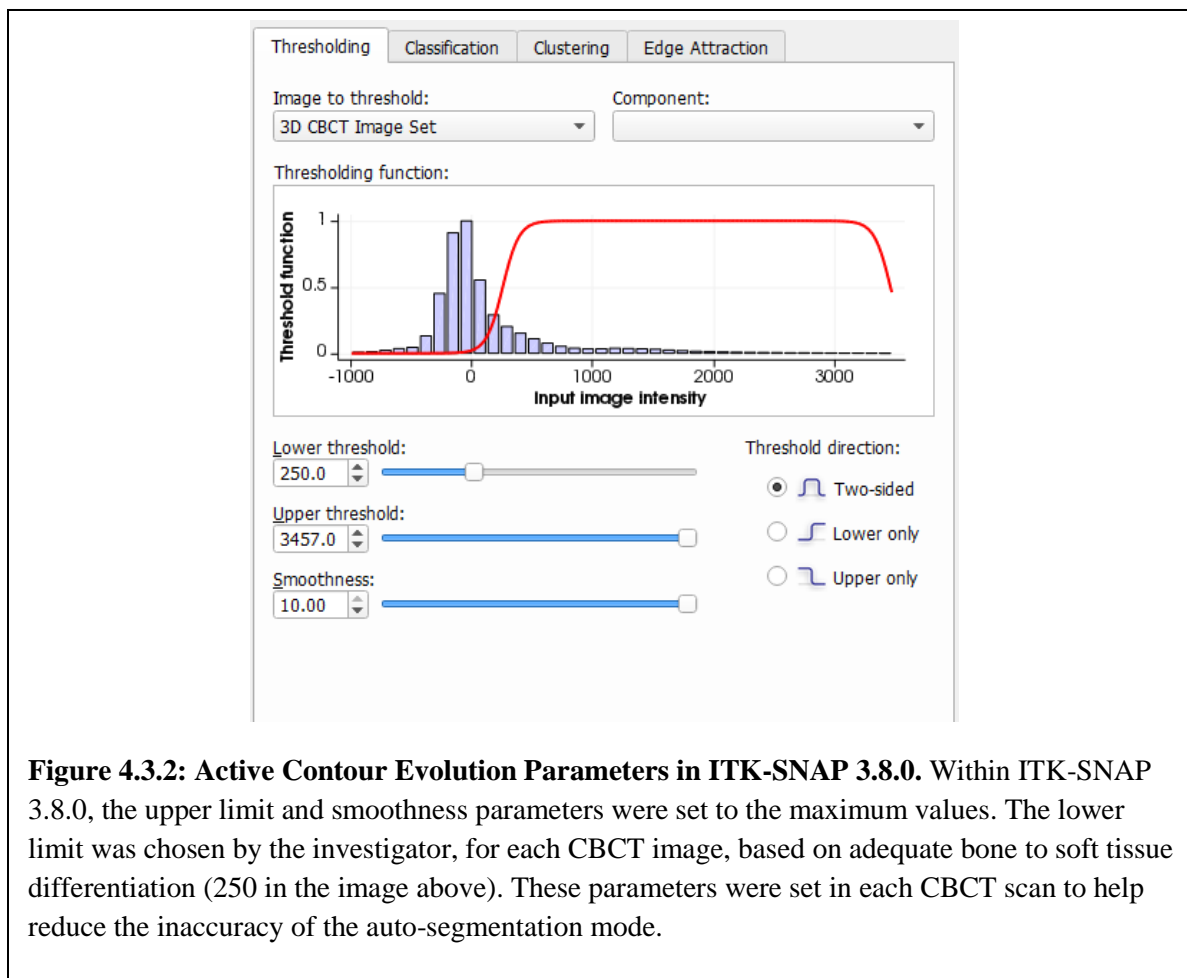 Thresholding Classification Clustering Edge Attraction
Image to threshold: Component:
3D CBCT Image Set
Thresholding function:
Threshold function
1
0.5
0
-1000 0 1000 2000 3000
Input image intensity
Lower threshold: Threshold direction:
250.0
Two-sided
Upper threshold:
3457.0
Lower only
Smoothness:
10.00
Upper only
Figure 4.3.2: Active Contour Evolution Parameters in ITK-SNAP 3.8.0. Within ITK-SNAP
3.8.0, the upper limit and smoothness parameters were set to the maximum values. The lower
limit was chosen by the investigator, for each CBCT image, based on adequate bone to soft tissue
differentiation (250 in the image above). These parameters were set in each CBCT scan to help
reduce the inaccuracy of the auto-segmentation mode.